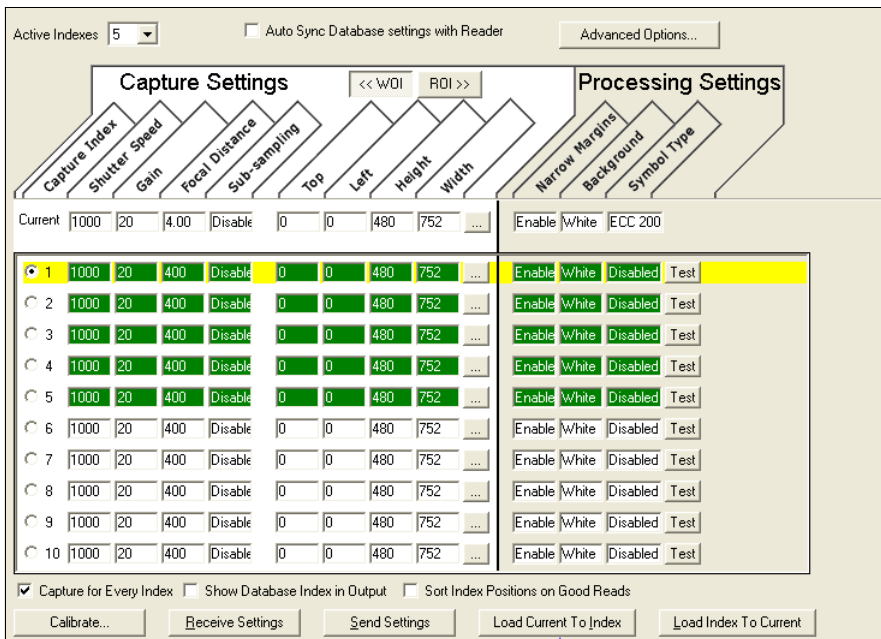 Active Indexes 5 Auto Sync Database settings with Reader Advanced Options...
Capture Settings << WOI ROI >> Processing Settings
Capture Index Shutter Speed Gain Focal Distance Sub-sampling Top Left Height Width Narrow Margins Background Symbol Type
Current 1000 20 4.00 Disable 0 0 480 752 ... Enable White ECC 200
1 1000 20 400 Disable 0 0 480 752 ... Enable White Disabled Test
2 1000 20 400 Disable 0 0 480 752 ... Enable White Disabled Test
3 1000 20 400 Disable 0 0 480 752 ... Enable White Disabled Test
4 1000 20 400 Disable 0 0 480 752 ... Enable White Disabled Test
5 1000 20 400 Disable 0 0 480 752 ... Enable White Disabled Test
6 1000 20 400 Disable 0 0 480 752 ... Enable White Disabled Test
7 1000 20 400 Disable 0 0 480 752 ... Enable White Disabled Test
8 1000 20 400 Disable 0 0 480 752 ... Enable White Disabled Test
9 1000 20 400 Disable 0 0 480 752 ... Enable White Disabled Test
10 1000 20 400 Disable 0 0 480 752 ... Enable White Disabled Test
Capture for Every Index Show Database Index in Output Sort Index Positions on Good Reads
Calibrate... Receive Settings Send Settings Load Current To Index Load Index To Current